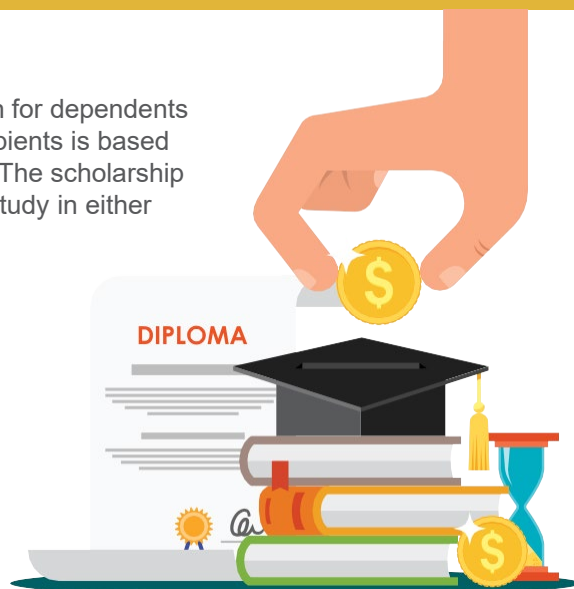 n for dependents
pients is based
The scholarship
tudy in either
DIPLOMA
$
$